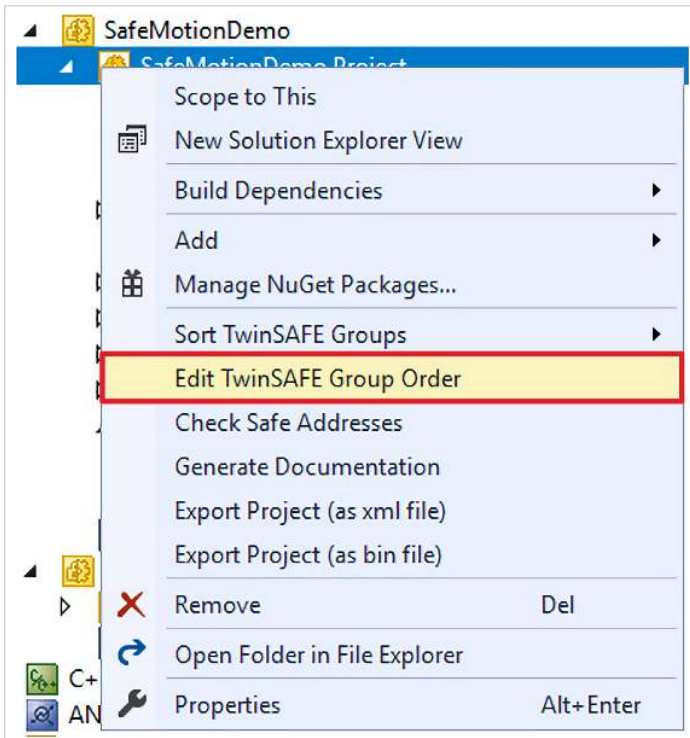 SafeMotionDemo
SafeMotionDemo Project
Scope to This
New Solution Explorer View
Build Dependencies
Add
Manage NuGet Packages...
Sort TwinSAFE Groups
Edit TwinSAFE Group Order
Check Safe Addresses
Generate Documentation
Export Project (as xml file)
Export Project (as bin file)
Remove Del
Open Folder in File Explorer
C+
Properties Alt+Enter
AN